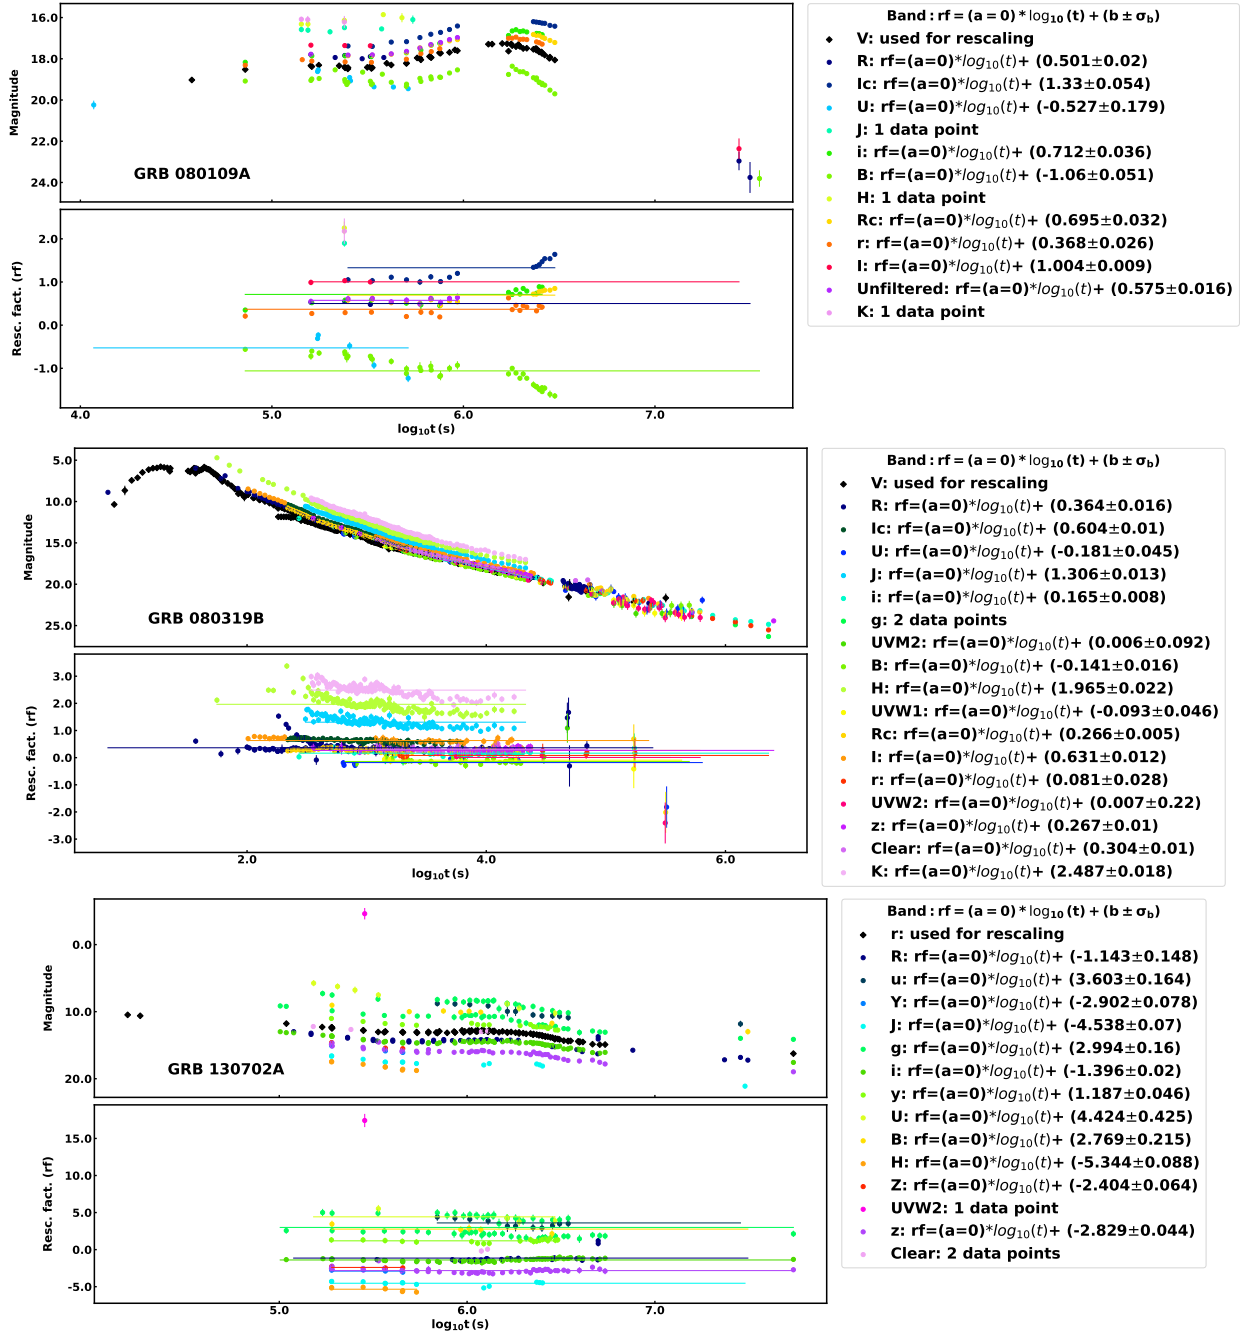 16.0
18.0
20.0
22.0
24.0
Magnitude
GRB 080109A
2.0
1.0
0.0
-1.0
Resc. fact. (rf)
4.0 5.0 6.0 7.0
log₁₀t (s)
Band : rf = (a = 0) * log₁₀(t) + (b ± σ_b)
V: used for rescaling
R: rf=(a=0)*log₁₀(t)+ (0.501±0.02)
Ic: rf=(a=0)*log₁₀(t)+ (1.33±0.054)
U: rf=(a=0)*log₁₀(t)+ (-0.527±0.179)
J: 1 data point
i: rf=(a=0)*log₁₀(t)+ (0.712±0.036)
B: rf=(a=0)*log₁₀(t)+ (-1.06±0.051)
H: 1 data point
Rc: rf=(a=0)*log₁₀(t)+ (0.695±0.032)
r: rf=(a=0)*log₁₀(t)+ (0.368±0.026)
I: rf=(a=0)*log₁₀(t)+ (1.004±0.009)
Unfiltered: rf=(a=0)*log₁₀(t)+ (0.575±0.016)
K: 1 data point
5.0
10.0
15.0
20.0
25.0
Magnitude
GRB 080319B
3.0
2.0
1.0
0.0
-1.0
-2.0
-3.0
Resc. fact. (rf)
2.0 4.0 6.0
log₁₀t (s)
Band : rf = (a = 0) * log₁₀(t) + (b ± σ_b)
V: used for rescaling
R: rf=(a=0)*log₁₀(t)+ (0.364±0.016)
Ic: rf=(a=0)*log₁₀(t)+ (0.604±0.01)
U: rf=(a=0)*log₁₀(t)+ (-0.181±0.045)
J: rf=(a=0)*log₁₀(t)+ (1.306±0.013)
i: rf=(a=0)*log₁₀(t)+ (0.165±0.008)
g: 2 data points
UVM2: rf=(a=0)*log₁₀(t)+ (0.006±0.092)
B: rf=(a=0)*log₁₀(t)+ (-0.141±0.016)
H: rf=(a=0)*log₁₀(t)+ (1.965±0.022)
UVW1: rf=(a=0)*log₁₀(t)+ (-0.093±0.046)
Rc: rf=(a=0)*log₁₀(t)+ (0.266±0.005)
I: rf=(a=0)*log₁₀(t)+ (0.631±0.012)
r: rf=(a=0)*log₁₀(t)+ (0.081±0.028)
UVW2: rf=(a=0)*log₁₀(t)+ (0.007±0.22)
z: rf=(a=0)*log₁₀(t)+ (0.267±0.01)
Clear: rf=(a=0)*log₁₀(t)+ (0.304±0.01)
K: rf=(a=0)*log₁₀(t)+ (2.487±0.018)
0.0
10.0
20.0
Magnitude
GRB 130702A
15.0
10.0
5.0
0.0
-5.0
Resc. fact. (rf)
5.0 6.0 7.0
log₁₀t (s)
Band : rf = (a = 0) * log₁₀(t) + (b ± σ_b)
r: used for rescaling
R: rf=(a=0)*log₁₀(t)+ (-1.143±0.148)
u: rf=(a=0)*log₁₀(t)+ (3.603±0.164)
Y: rf=(a=0)*log₁₀(t)+ (-2.902±0.078)
J: rf=(a=0)*log₁₀(t)+ (-4.538±0.07)
g: rf=(a=0)*log₁₀(t)+ (2.994±0.16)
i: rf=(a=0)*log₁₀(t)+ (-1.396±0.02)
y: rf=(a=0)*log₁₀(t)+ (1.187±0.046)
U: rf=(a=0)*log₁₀(t)+ (4.424±0.425)
B: rf=(a=0)*log₁₀(t)+ (2.769±0.215)
H: rf=(a=0)*log₁₀(t)+ (-5.344±0.088)
Z: rf=(a=0)*log₁₀(t)+ (-2.404±0.064)
UVW2: 1 data point
z: rf=(a=0)*log₁₀(t)+ (-2.829±0.044)
Clear: 2 data points